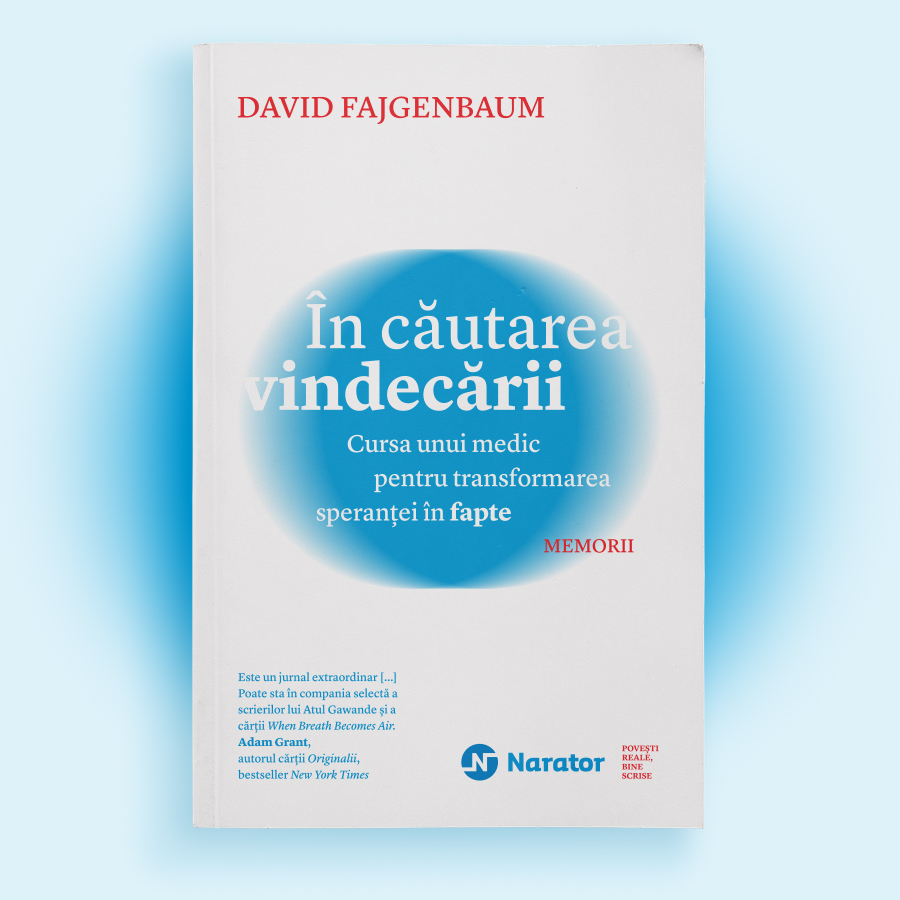 DAVID FAJGENBAUM
În căutarea
vindecării
Cursa unui medic
pentru transformarea
speranței în fapte
MEMORII
Este un jurnal extraordinar [...]
Poate sta în compania selectă a
scrierilor lui Atul Gawande și a
cărții When Breath Becomes Air.
Adam Grant,
autorul cărții Originalii,
bestseller New York Times
N Narator
POVEȘTI
REALE,
BINE
SCRISE